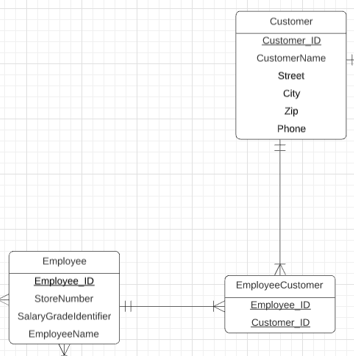 Customer
Customer_ID
CustomerName
Street
City
Zip
Phone
Employee
Employee_ID
StoreNumber
SalaryGradeIdentifier
EmployeeName
EmployeeCustomer
Employee_ID
Customer_ID